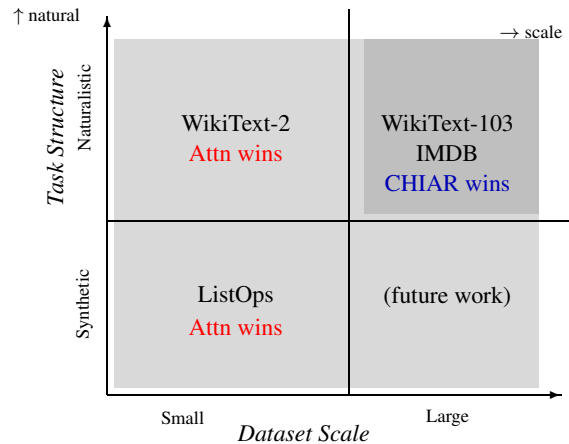 ↑ natural
→ scale
Task Structure
Naturalistic
WikiText-2
Attn wins
WikiText-103
IMDB
CHIAR wins
Synthetic
ListOps
Attn wins
(future work)
Small
Large
Dataset Scale